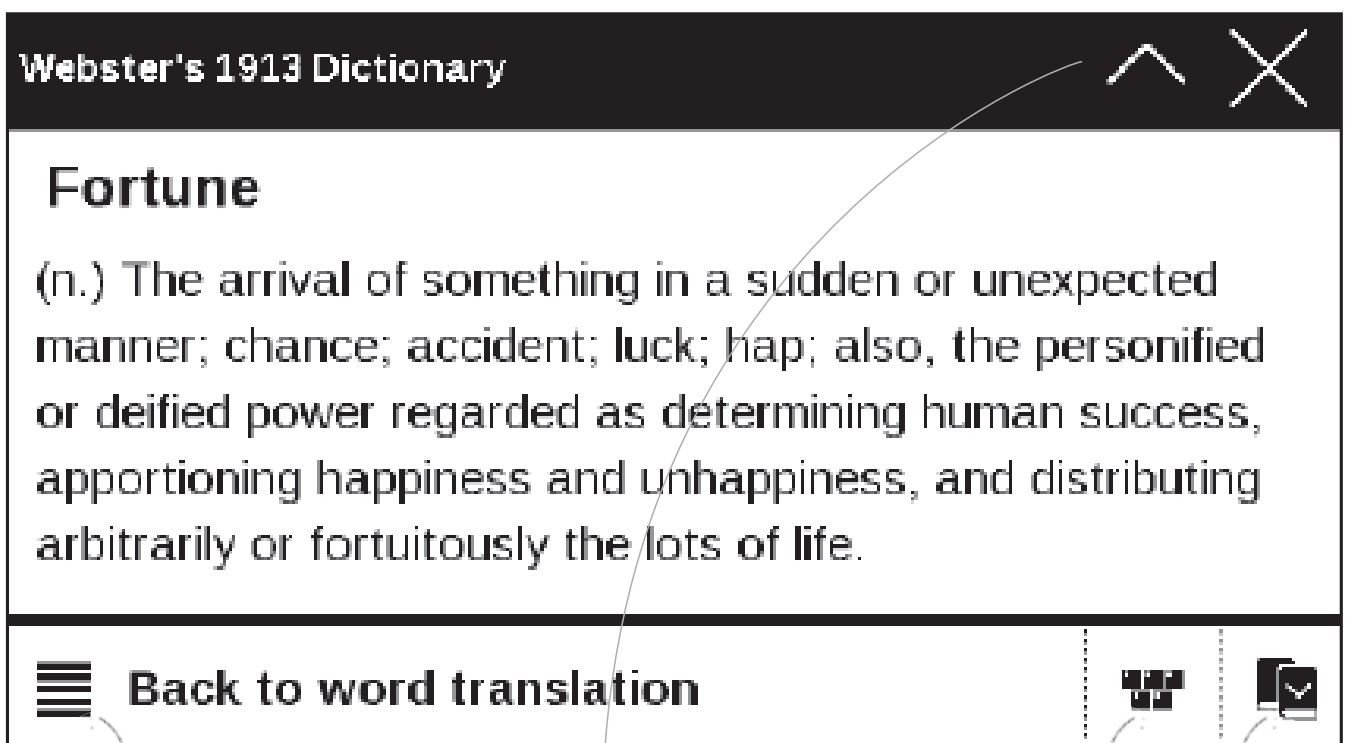 Webster's 1913 Dictionary
Fortune
(n.) The arrival of something in a sudden or unexpected
manner; chance; accident; luck; hap; also, the personified
or deified power regarded as determining human success,
apportioning happiness and unhappiness, and distributing
arbitrarily or fortuitously the lots of life.
Back to word translation